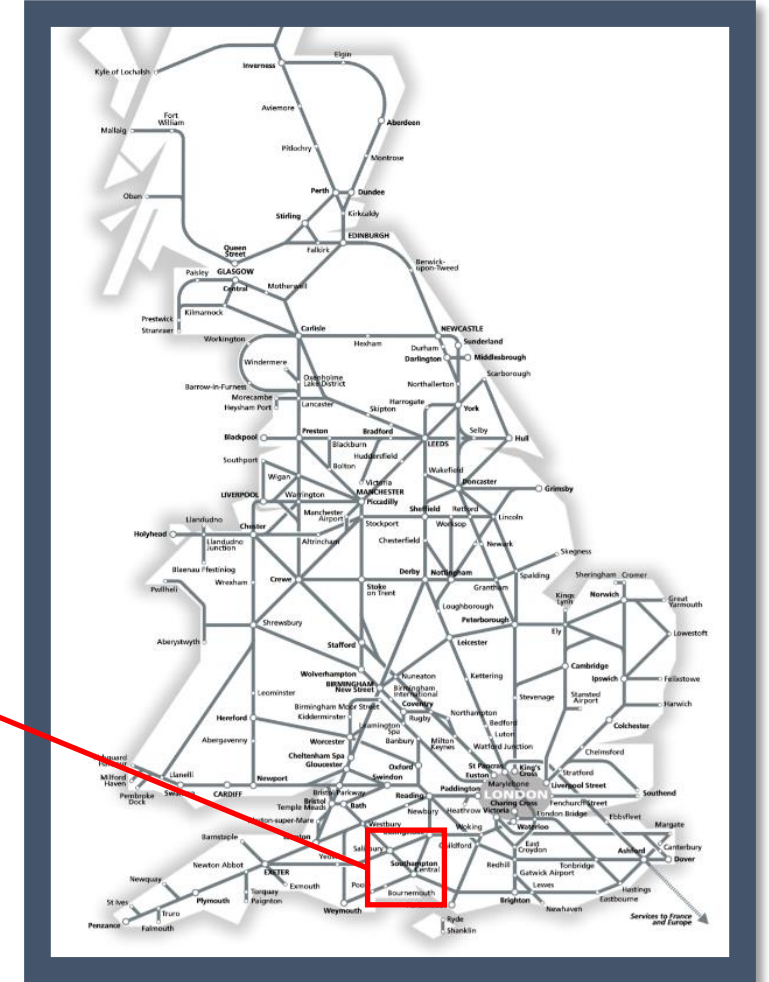 Elgin
Inverness
Kyle of Lochalsh
Aviemore
Fort
William
Aberdeen
Mallaig
Pitlochry
Montrose
Perth
Dundee
Oban
Stirling
Kirkcaldy
EDINBURGH
Queen
Street
Falkirk
Berwick-
upon-Tweed
Paisley
GLASGOW
Central
Motherwell
Prestwick
Kilmarnock
Stranraer
Carlisle
NEWCASTLE
Workington
Hexham
Sunderland
Durham
Darlington
Middlesbrough
Windermere
Scarborough
Oxenholme
Lake District
Northallerton
Barrow-in-Furness
Morecambe
Heysham Port
Lancaster
Harrogate
Skipton
York
Blackpool
Preston
Bradford
Selby
Hull
Blackburn
LEEDS
Huddersfield
Southport
Bolton
Wakefield
Wigan
Victoria
Doncaster
LIVERPOOL
Warrington
MANCHESTER
Piccadilly
Grimsby
Manchester
Airport
Sheffield
Retford
Llandudno
Stockport
Worksop
Lincoln
Holyhead
Chester
Llandudno
Junction
Altrincham
Chesterfield
Newark
Skegness
Blaenau Ffestiniog
Wrexham
Crewe
Derby
Nottingham
Spalding
Sheringham
Cromer
Pwllheli
Stoke
on Trent
Grantham
Kings
Lynn
Norwich
Great
Yarmouth
Loughborough
Peterborough
Shrewsbury
Ely
Lowestoft
Aberystwyth
Stafford
Leicester
Wolverhampton
Nuneaton
Kettering
Cambridge
BIRMINGHAM
New Street
Birmingham
International
Ipswich
Felixstowe
Leominster
Coventry
Stevenage
Stansted
Airport
Harwich
Birmingham Moor Street
Kidderminster
Rugby
Northampton
Hereford
Leamington
Spa
Bedford
Colchester
Abergavenny
Worcester
Banbury
Milton
Keynes
Luton
Watford Junction
Chelmsford
Cheltenham Spa
Gloucester
Oxford
St Pancras
King's
Cross
Milford
Haven
Llanelli
Newport
Swindon
Euston
Stratford
Marylebone
Pembroke
Dock
Swansea
CARDIFF
Bristol Parkway
Reading
Paddington
Liverpool Street
LONDON
Southend
Bristol
Temple Meads
Bath
Newbury
Heathrow
Victoria
Charing Cross
Fenchurch Street
London Bridge
Ebbsfleet
Westbury
Woking
Waterloo
Margate
Barnstaple
Guildford
East
Croydon
Canterbury
Salisbury
Ashford
Dover
Newton Abbot
Southampton
Central
Redhill
Tonbridge
Gatwick Airport
EXETER
Newquay
Exmouth
Bournemouth
Lewes
Hastings
St Ives
Plymouth
Torquay
Paignton
Weymouth
Brighton
Eastbourne
Newhaven
Truro
Penzance
Falmouth
Ryde
Shanklin
Services to France
and Europe